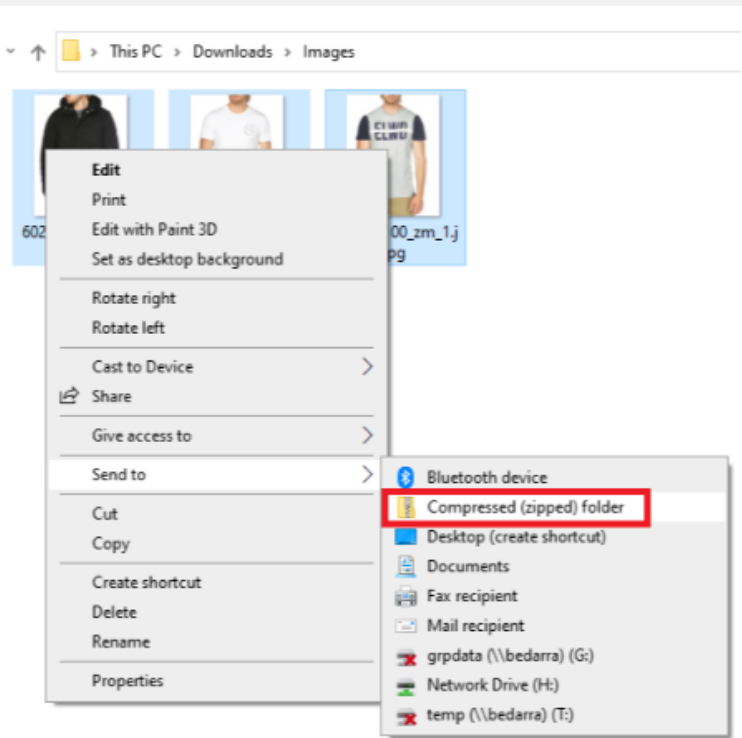 This PC > Downloads > Images
CLWD
CLWD
602
00_zm_1.j
pg
Edit
Print
Edit with Paint 3D
Set as desktop background
Rotate right
Rotate left
Cast to Device
Share
Give access to
Send to
Cut
Copy
Create shortcut
Delete
Rename
Properties
Bluetooth device
Compressed (zipped) folder
Desktop (create shortcut)
Documents
Fax recipient
Mail recipient
grpdata (\\bedarra) (G:)
Network Drive (H:)
temp (\\bedarra) (T:)